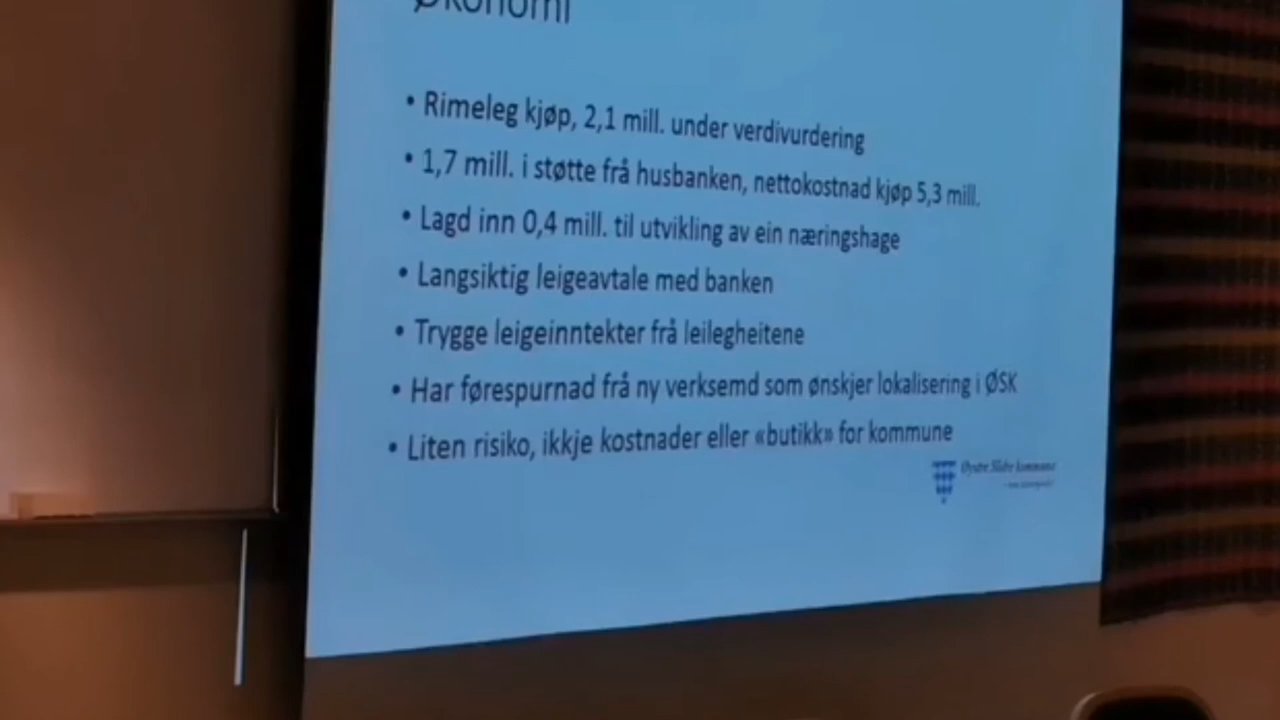 Økonomi
• Rimeleg kjøp, 2,1 mill. under verdivurdering
• 1,7 mill. i støtte frå husbanken, nettokostnad kjøp 5,3 mill.
• Lagd inn 0,4 mill. til utvikling av ein næringshage
• Langsiktig leigeavtale med banken
• Trygge leigeinntekter frå leilegheitene
• Har førespurnad frå ny verksemd som ønskjer lokalisering i ØSK
• Liten risiko, ikkje kostnader eller «butikk» for kommune
Øystre Slidre kommune